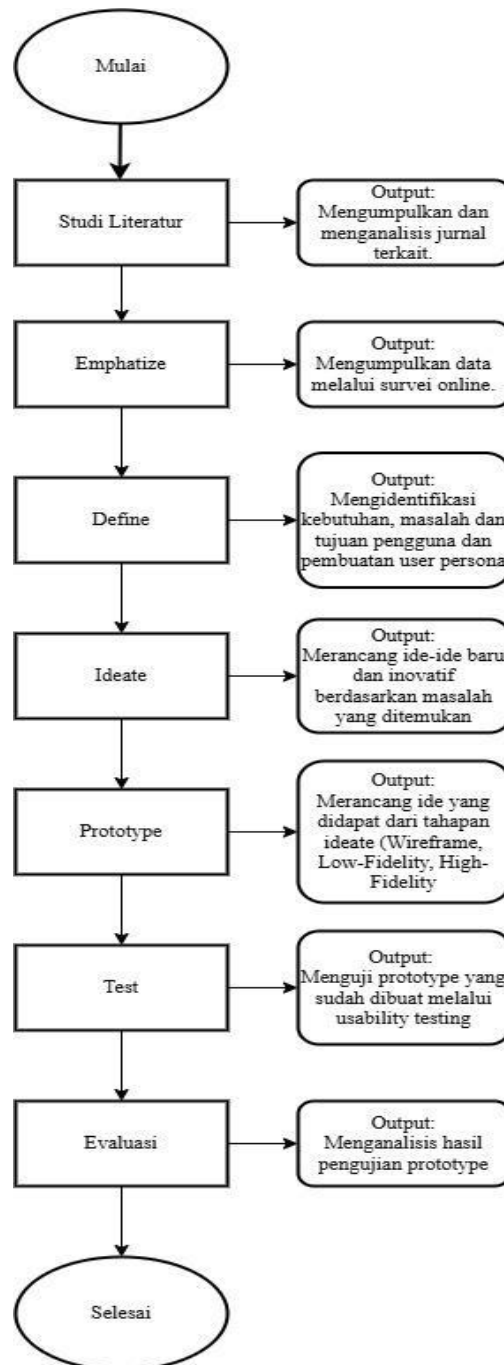 Mulai
Studi Literatur
Output:
Mengumpulkan dan
menganalisis jurnal
terkait.
Emphatize
Output:
Mengumpulkan data
melalui survei online.
Define
Output:
Mengidentifikasi
kebutuhan, masalah dan
tujuan pengguna dan
pembuatan user persona
Ideate
Output:
Merancang ide-ide baru
dan inovatif
berdasarkan masalah
yang ditemukan
Prototype
Output:
Merancang ide yang
didapat dari tahapan
ideate (Wireframe,
Low-Fidelity, High-
Fidelity
Test
Output:
Menguji prototype yang
sudah dibuat melalui
usability testing
Evaluasi
Output:
Menganalisis hasil
pengujian prototype
Selesai